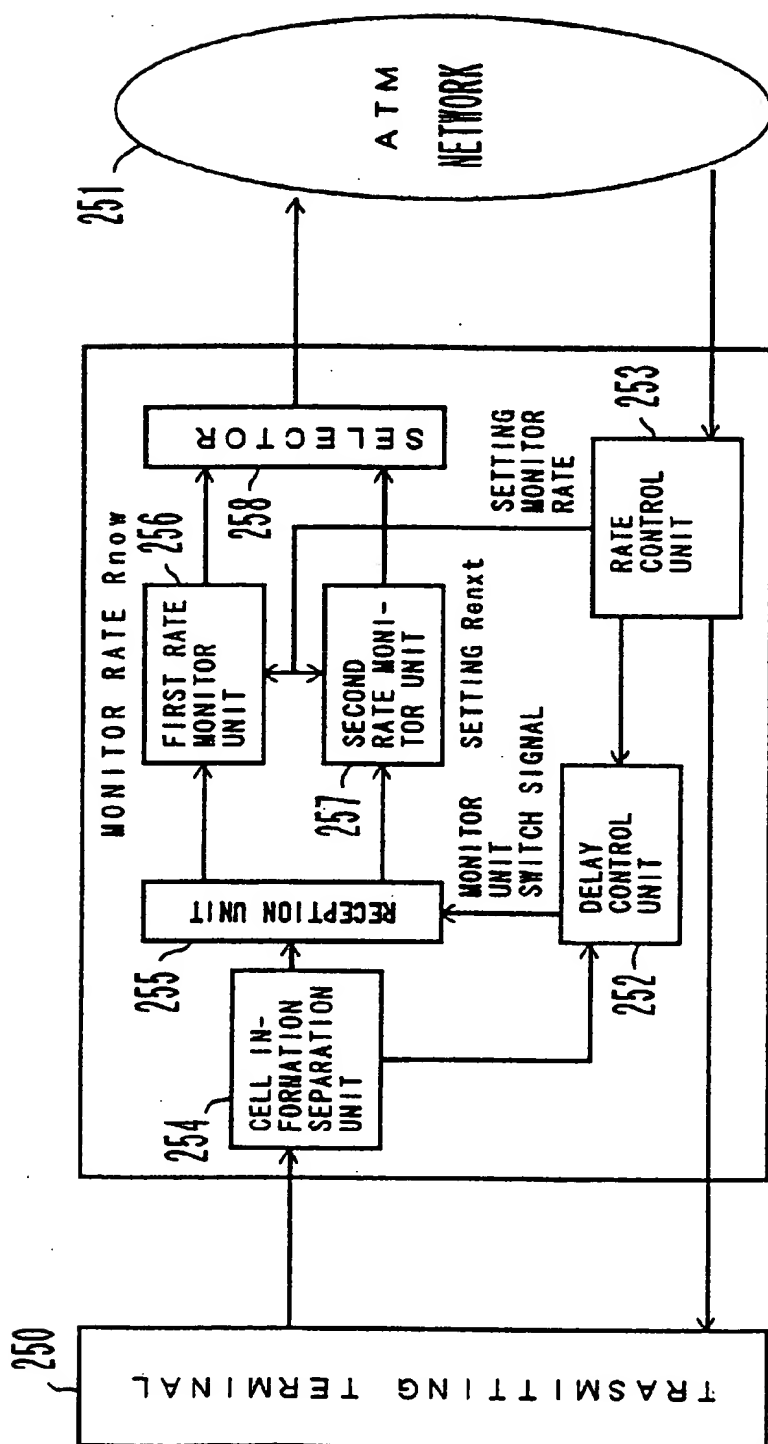 250
TRASMITTING TERMINAL
254
CELL IN-
FORMATION
SEPARATION
UNIT
255
RECEPTION UNIT
MONITOR RATE Rnow
256
FIRST RATE
MONITOR
UNIT
257
SECOND
RATE MONI-
TOR UNIT
SETTING Renxt
MONITOR
UNIT
SWITCH SIGNAL
252
DELAY
CONTROL
UNIT
258
SELECTOR
SETTING
MONITOR
RATE
253
RATE
CONTROL
UNIT
251
ATM
NETWORK